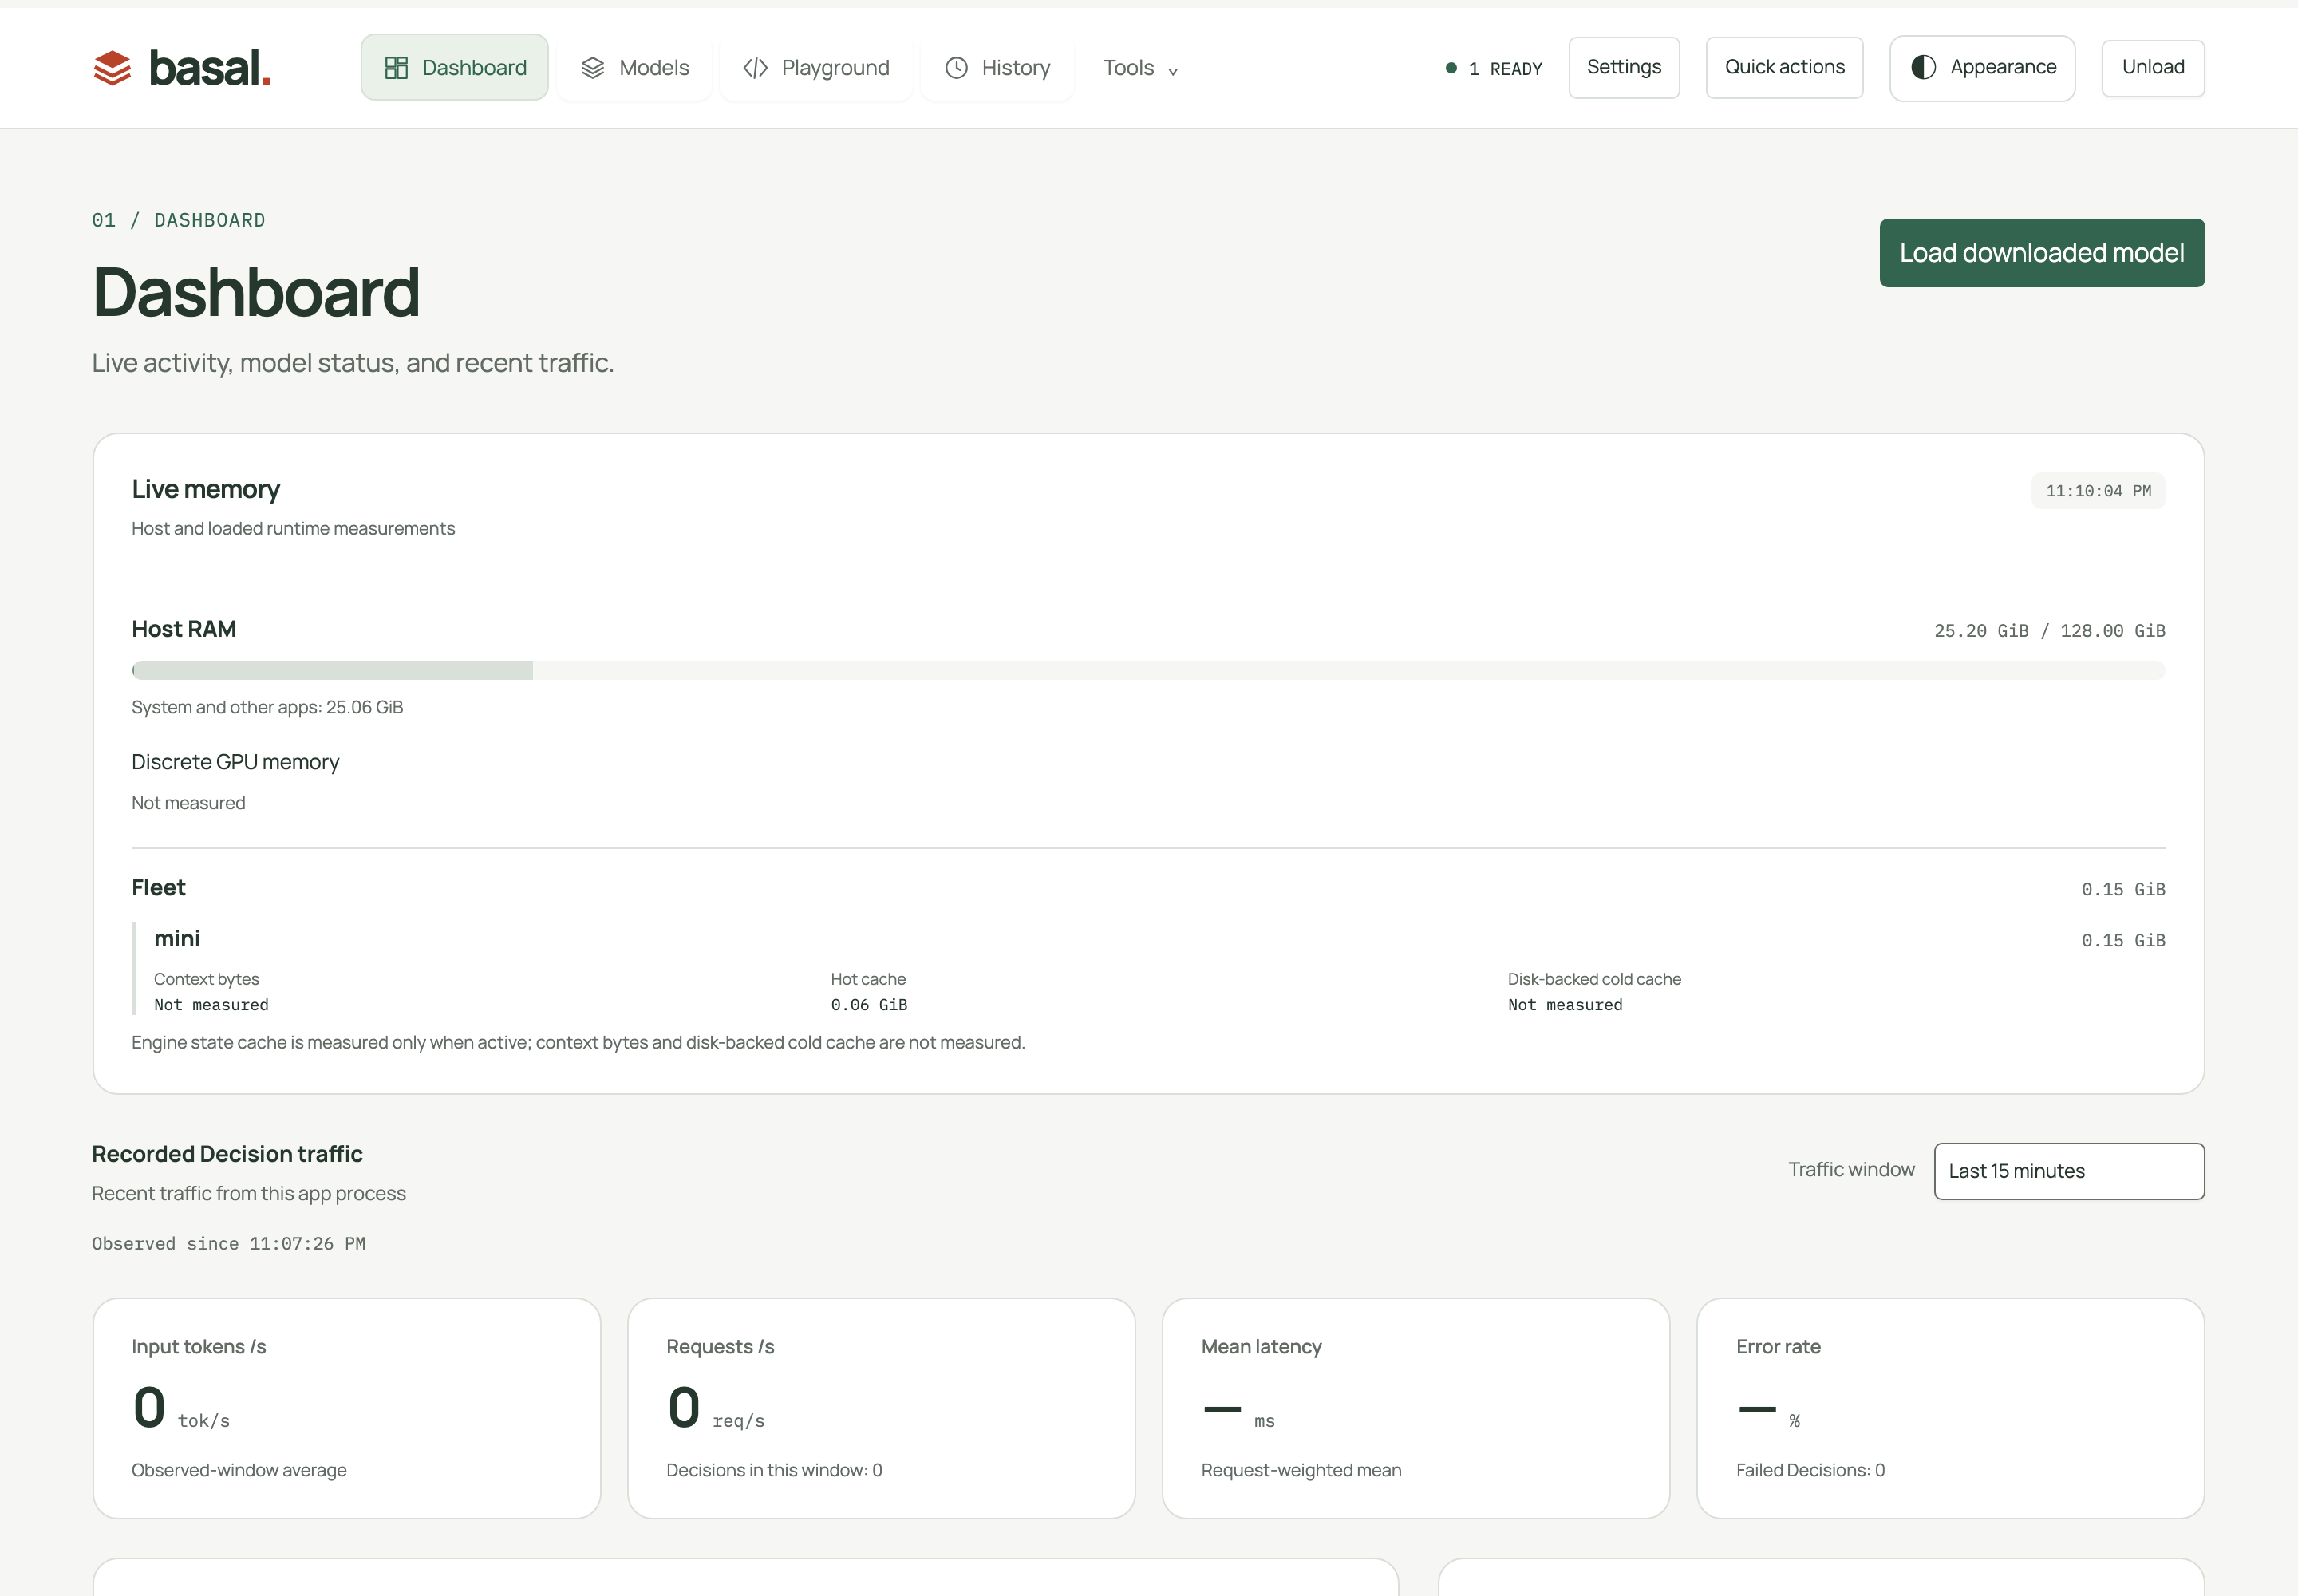 basal.
Dashboard
Models
Playground
History
Tools
1 READY
Settings
Quick actions
Appearance
Unload
01 / DASHBOARD
Dashboard
Live activity, model status, and recent traffic.
Load downloaded model
Live memory
11:10:04 PM
Host and loaded runtime measurements
Host RAM
25.20 GiB / 128.00 GiB
System and other apps: 25.06 GiB
Discrete GPU memory
Not measured
Fleet
0.15 GiB
mini
0.15 GiB
Context bytes
Not measured
Hot cache
0.06 GiB
Disk-backed cold cache
Not measured
Engine state cache is measured only when active; context bytes and disk-backed cold cache are not measured.
Recorded Decision traffic
Recent traffic from this app process
Observed since 11:07:26 PM
Traffic window
Last 15 minutes
Input tokens /s
0 tok/s
Observed-window average
Requests /s
0 req/s
Decisions in this window: 0
Mean latency
— ms
Request-weighted mean
Error rate
— %
Failed Decisions: 0